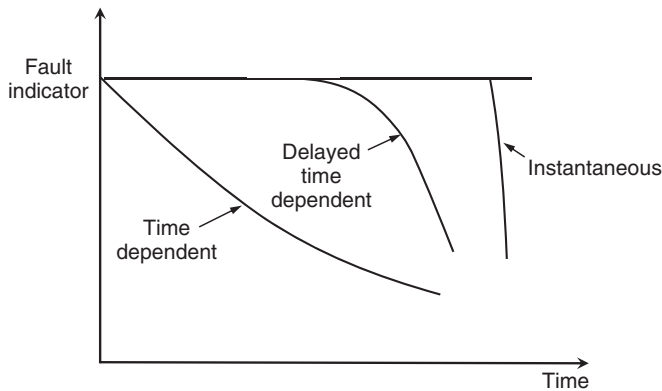 Fault
indicator
Delayed
time
dependent
Instantaneous
Time
dependent
Time